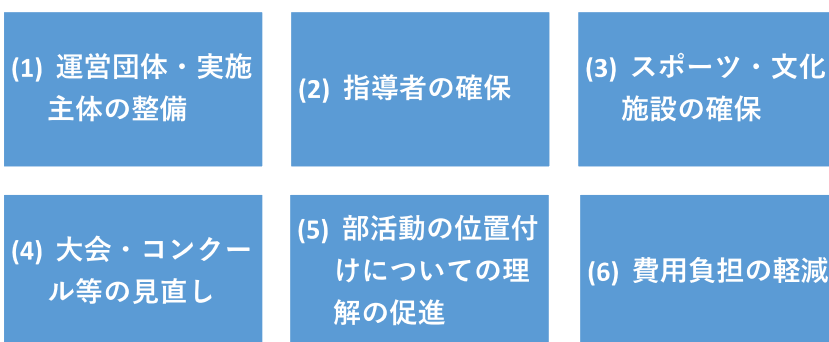 (1) 運営団体・実施
主体の整備
(2) 指導者の確保
(3) スポーツ・文化
施設の確保
(4) 大会・コンクー
ル等の見直し
(5) 部活動の位置付
けについての理
解の促進
(6) 費用負担の軽減